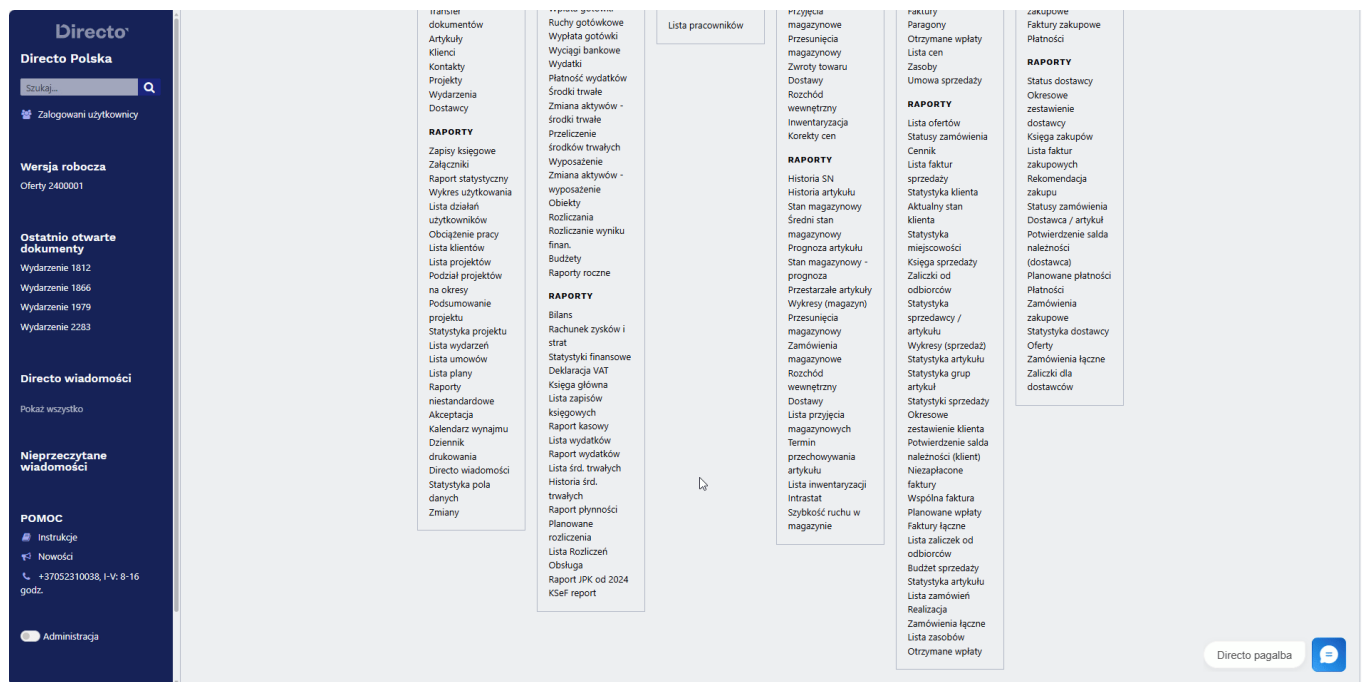 Directo
Directo Polska
Szukaj...
Zalogowani użytkownicy
Wersja robocza
Oferty 2400001
Ostatnio otwarte
dokumenty
Wydarzenie 1812
Wydarzenie 1866
Wydarzenie 1979
Wydarzenie 2283
Directo wiadomości
Pokaż wszystko
Nieprzeczytane
wiadomości
POMOC
Instrukcje
Nowości
+37052310038, I-V: 8-16
godz.
Administracja
Transfer
dokumentów
Artykuły
Klienci
Kontakty
Projekty
Wydarzenia
Dostawcy
RAPORTY
Zapisy księgowe
Załączniki
Raport statystyczny
Wykres użytkowania
Lista działań
użytkowników
Obciążenie pracy
Lista klientów
Lista projektów
Podział projektów
na okresy
Podsumowanie
projektu
Statystyka projektu
Lista wydarzeń
Lista umowów
Lista plany
Raporty
niestandardowe
Akceptacja
Kalendarz wynajmu
Dziennik
drukowania
Directo wiadomości
Statystyka pola
danych
Zmiany
Ruchy gotówkowe
Wypłata gotówki
Wyciągi bankowe
Wydatki
Płatność wydatków
Środki trwałe
Zmiana aktywów -
środki trwałe
Przeliczenie
środków trwałych
Wyposażenie
Zmiana aktywów -
wyposażenie
Obiekty
Rozliczania
Rozliczanie wyniku
finan.
Budżety
Raporty roczne
RAPORTY
Bilans
Rachunek zysków i
strat
Statystyki finansowe
Deklaracja VAT
Księga główna
Lista zapisów
księgowych
Raport kasowy
Lista wydatków
Raport wydatków
Lista śrd. trwałych
Historia śrd.
trwałych
Raport płynności
Planowane
rozliczenia
Lista Rozliczeń
Obsługa
Raport JPK od 2024
KSeF report
Lista pracowników
Przyjęcia
magazynowe
Przesunięcia
magazynowy
Zwroty towaru
Dostawy
Rozchód
wewnętrzny
Inwentaryzacja
Korekty cen
RAPORTY
Historia SN
Historia artykułu
Stan magazynowy
Średni stan
magazynowy
Prognoza artykułu
Stan magazynowy -
prognoza
Przestarzałe artykuły
Wykresy (magazyn)
Przesunięcia
magazynowy
Zamówienia
magazynowe
Rozchód
wewnętrzny
Dostawy
Lista przyjęcia
magazynowych
Termin
przechowywania
artykułu
Lista inwentaryzacji
Intrastat
Szybkość ruchu w
magazynie
Faktury
Paragony
Otrzymane wpłaty
Lista cen
Zasoby
Umowa sprzedaży
RAPORTY
Lista ofertów
Statusy zamówienia
Cennik
Lista faktur
sprzedaży
Statystyka klienta
Aktualny stan
klienta
Statystyka
miejscowości
Księga sprzedaży
Zaliczki od
odbiorców
Statystyka
sprzedawcy /
artykułu
Wykresy (sprzedaż)
Statystyka artykułu
Statystyka grup
artykuł
Statystyki sprzedaży
Okresowe
zestawienie klienta
Potwierdzenie salda
należności (klient)
Niezapłacone
faktury
Wspólna faktura
Planowane wpłaty
Faktury łączne
Lista zaliczek od
odbiorców
Budżet sprzedaży
Statystyka artykułu
Lista zamówień
Realizacja
Zamówienia łączne
Lista zasobów
Otrzymane wpłaty
zakupowe
Faktury zakupowe
Płatności
RAPORTY
Status dostawcy
Okresowe
zestawienie
dostawcy
Księga zakupów
Lista faktur
zakupowych
Rekomendacja
zakupu
Statusy zamówienia
Dostawca / artykuł
Potwierdzenie salda
należności
(dostawca)
Planowane płatności
Płatności
Zamówienia
zakupowe
Statystyka dostawcy
Oferty
Zamówienia łączne
Zaliczki dla
dostawców
Directo pagalba